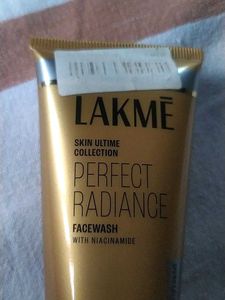 LAKMĒ
SKIN ULTIME
COLLECTION
PERFECT
RADIANCE
FACEWASH
WITH NIACINAMIDE